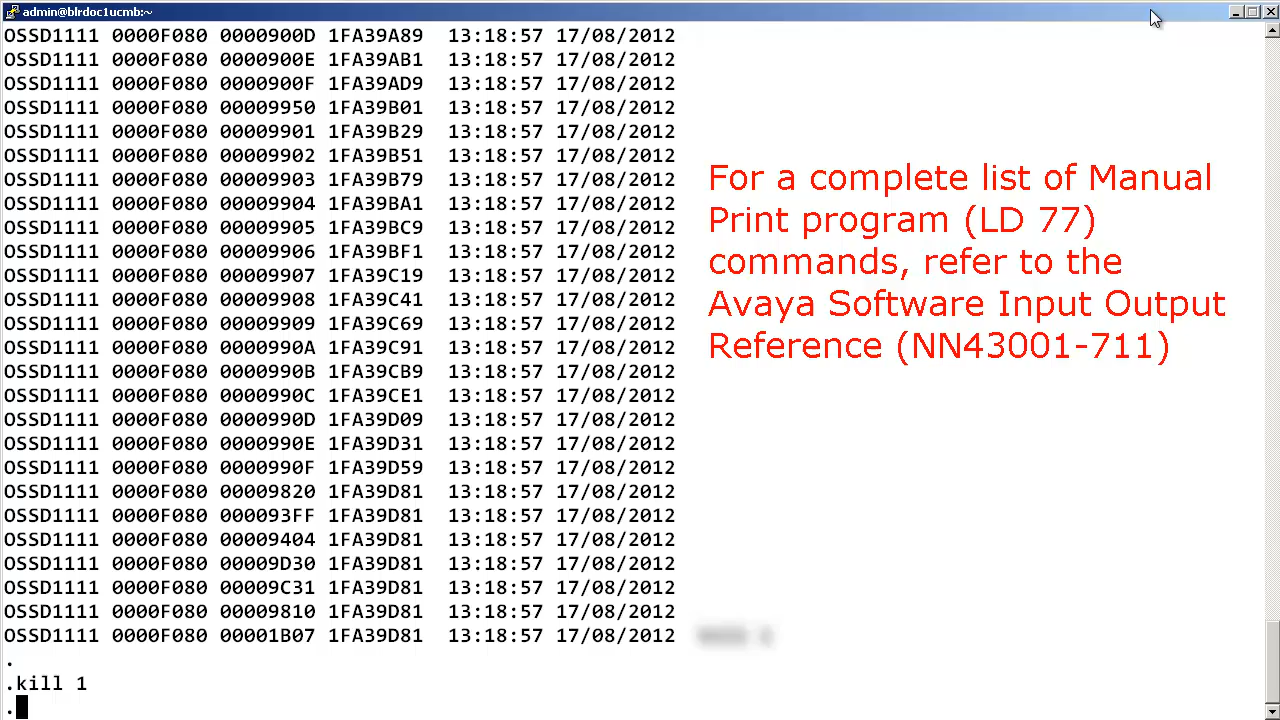 admin@blrdoc1ucmb:~
OSSD1111 0000F080 0000900D 1FA39A89  13:18:57 17/08/2012
OSSD1111 0000F080 0000900E 1FA39AB1  13:18:57 17/08/2012
OSSD1111 0000F080 0000900F 1FA39AD9  13:18:57 17/08/2012
OSSD1111 0000F080 00009950 1FA39B01  13:18:57 17/08/2012
OSSD1111 0000F080 00009901 1FA39B29  13:18:57 17/08/2012
OSSD1111 0000F080 00009902 1FA39B51  13:18:57 17/08/2012
OSSD1111 0000F080 00009903 1FA39B79  13:18:57 17/08/2012
OSSD1111 0000F080 00009904 1FA39BA1  13:18:57 17/08/2012
OSSD1111 0000F080 00009905 1FA39BC9  13:18:57 17/08/2012
OSSD1111 0000F080 00009906 1FA39BF1  13:18:57 17/08/2012
OSSD1111 0000F080 00009907 1FA39C19  13:18:57 17/08/2012
OSSD1111 0000F080 00009908 1FA39C41  13:18:57 17/08/2012
OSSD1111 0000F080 00009909 1FA39C69  13:18:57 17/08/2012
OSSD1111 0000F080 0000990A 1FA39C91  13:18:57 17/08/2012
OSSD1111 0000F080 0000990B 1FA39CB9  13:18:57 17/08/2012
OSSD1111 0000F080 0000990C 1FA39CE1  13:18:57 17/08/2012
OSSD1111 0000F080 0000990D 1FA39D09  13:18:57 17/08/2012
OSSD1111 0000F080 0000990E 1FA39D31  13:18:57 17/08/2012
OSSD1111 0000F080 0000990F 1FA39D59  13:18:57 17/08/2012
OSSD1111 0000F080 00009820 1FA39D81  13:18:57 17/08/2012
OSSD1111 0000F080 000093FF 1FA39D81  13:18:57 17/08/2012
OSSD1111 0000F080 00009404 1FA39D81  13:18:57 17/08/2012
OSSD1111 0000F080 00009D30 1FA39D81  13:18:57 17/08/2012
OSSD1111 0000F080 00009C31 1FA39D81  13:18:57 17/08/2012
OSSD1111 0000F080 00009810 1FA39D81  13:18:57 17/08/2012
OSSD1111 0000F080 00001B07 1FA39D81  13:18:57 17/08/2012
.
.kill 1
.
For a complete list of Manual
Print program (LD 77)
commands, refer to the
Avaya Software Input Output
Reference (NN43001-711)